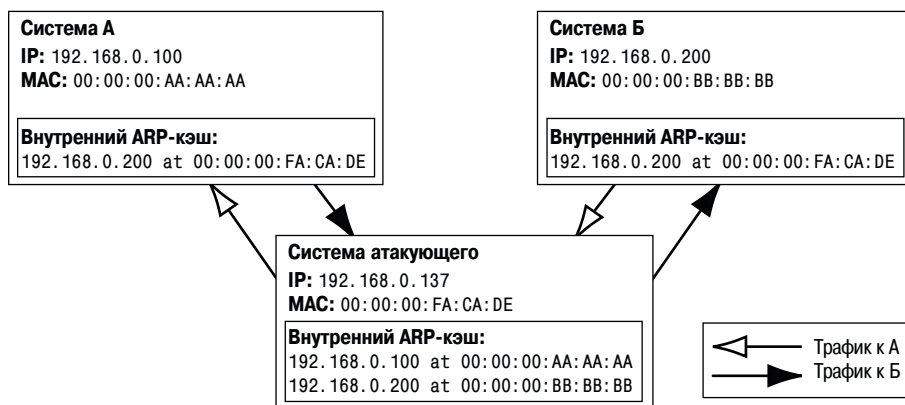 Система А
IP: 192.168.0.100
MAC: 00:00:00:AA:AA:AA
Внутренний ARP-кэш:
192.168.0.200 at 00:00:00:FA:CA:DE
Система Б
IP: 192.168.0.200
MAC: 00:00:00:BB:BB:BB
Внутренний ARP-кэш:
192.168.0.200 at 00:00:00:FA:CA:DE
Система атакующего
IP: 192.168.0.137
MAC: 00:00:00:FA:CA:DE
Внутренний ARP-кэш:
192.168.0.100 at 00:00:00:AA:AA:AA
192.168.0.200 at 00:00:00:BB:BB:BB
Трафик к А
Трафик к Б